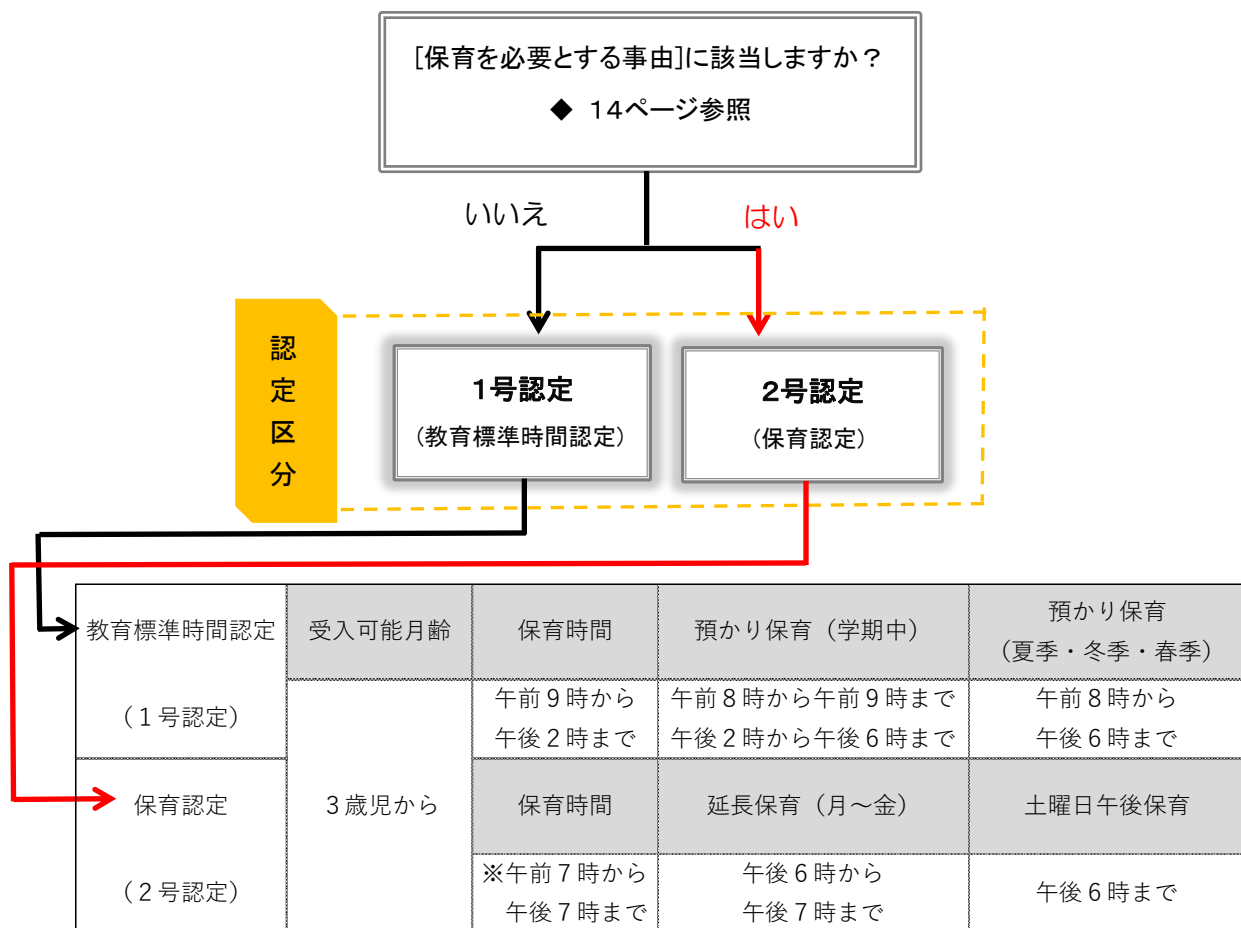 [保育を必要とする事由]に該当しますか？
◆ 14ページ参照
いいえ
はい
認定区分
1号認定
(教育標準時間認定)
2号認定
(保育認定)
教育標準時間認定
(1号認定)
受入可能月齢
保育時間
預かり保育（学期中）
預かり保育
(夏季・冬季・春季)
3歳児から
午前９時から
午後２時まで
午前８時から午前９時まで
午後２時から午後６時まで
午前８時から
午後６時まで
保育認定
(２号認定)
保育時間
延長保育（月～金）
土曜日午後保育
※午前７時から
午後７時まで
午後６時から
午後７時まで
午後６時まで